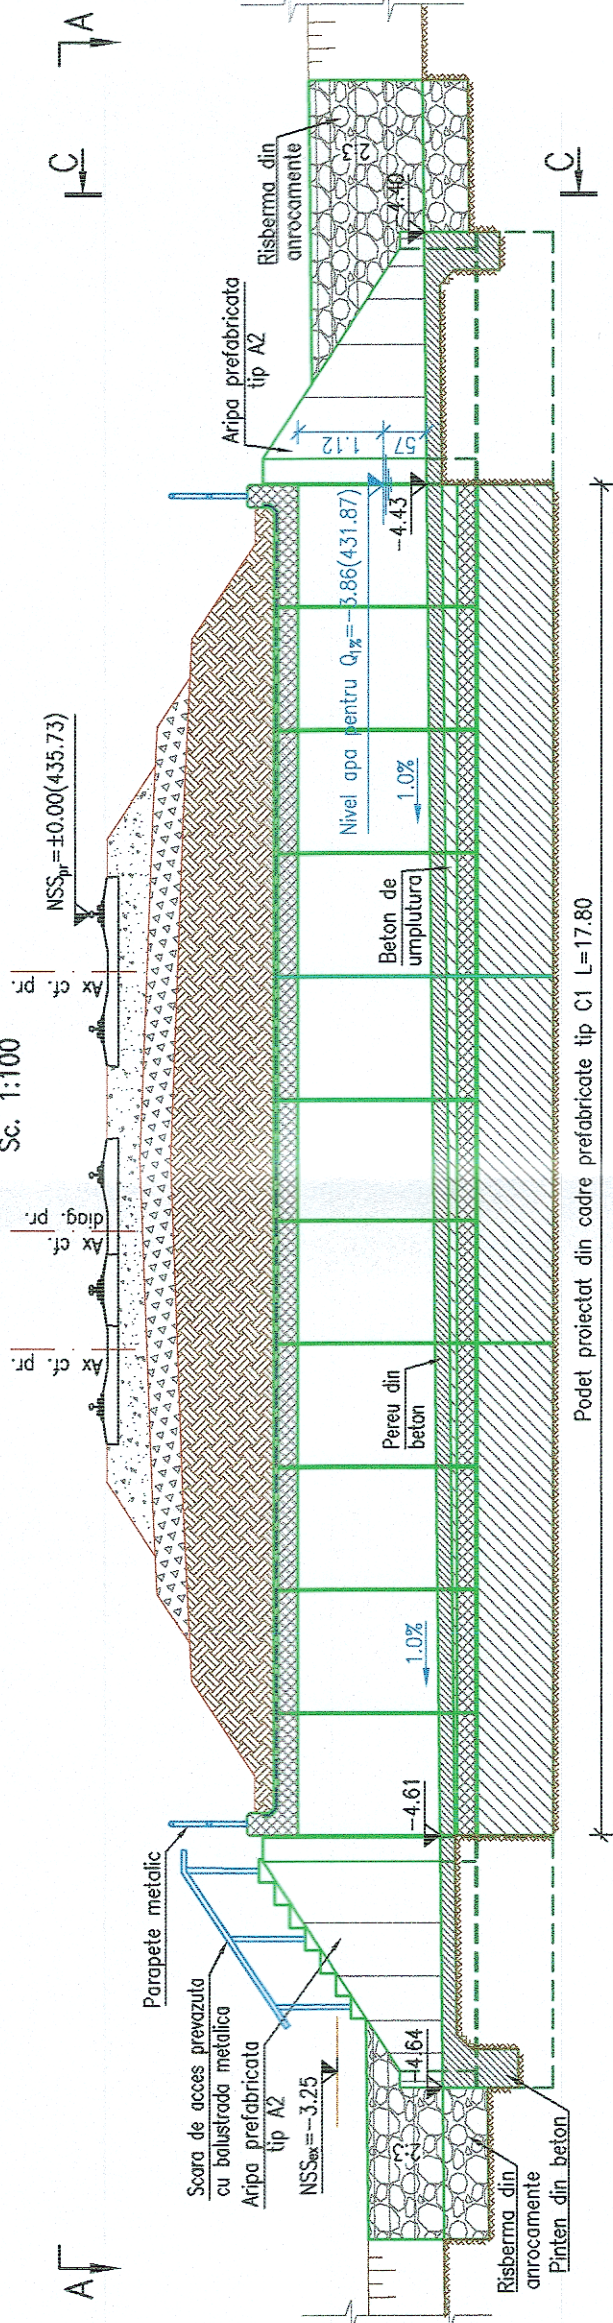 A
A
C
C
Sc. 1:100
NSSpr=±0.00(435.73)
Ax cf. pr.
Ax cf.
diag. pr.
Ax cf. pr.
Parapete metalic
Scara de acces prevazuta
cu balustrada metalica
Aripa prefabricata
tip A2
NSSex=-3.25
-4.64
2:3
Risberma din
anrocamente
Pinten din beton
-4.61
1.0%
Pereu din
beton
Beton de
umplutura
1.0%
Nivel apa pentru Q1%=-3.86(431.87)
-4.43
1.12
57
Aripa prefabricata
tip A2
Risberma din
anrocamente
2:3
-4.40
Podet proiectat din cadre prefabricate tip C1 L=17.80